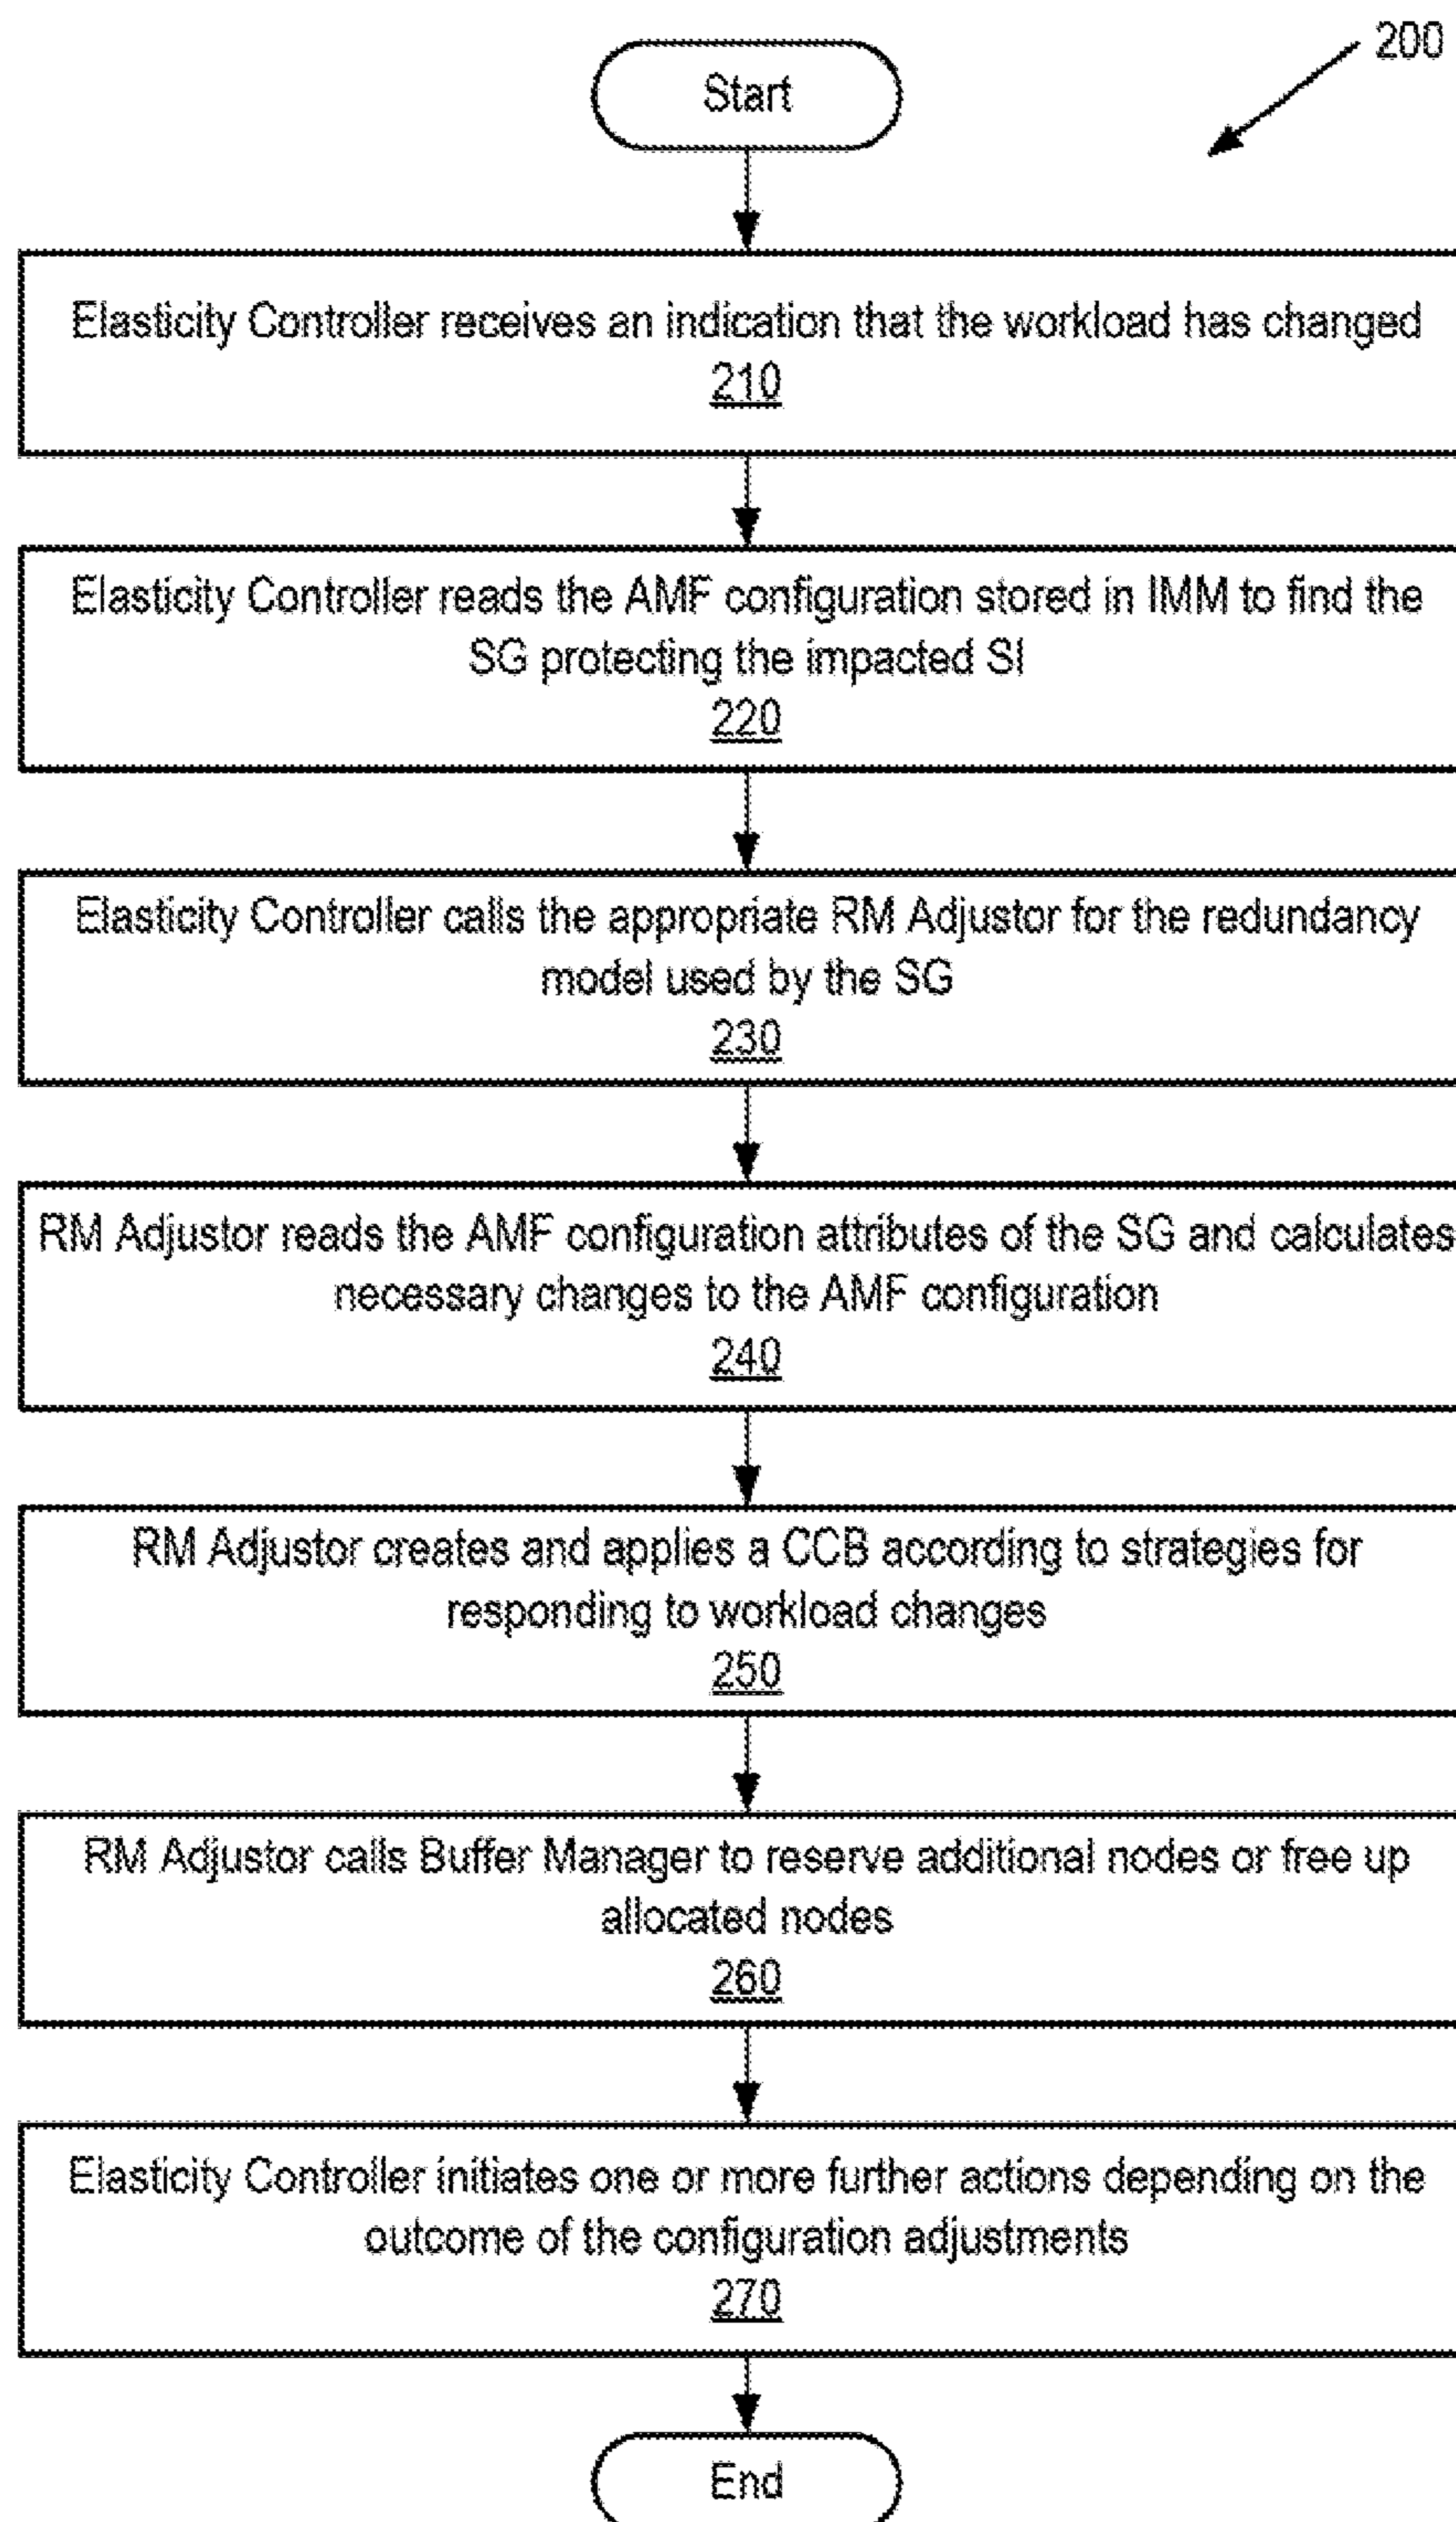 200
Start
Elasticity Controller receives an indication that the workload has changed
210
Elasticity Controller reads the AMF configuration stored in IMM to find the
SG protecting the impacted SI
220
Elasticity Controller calls the appropriate RM Adjustor for the redundancy
model used by the SG
230
RM Adjustor reads the AMF configuration attributes of the SG and calculates
necessary changes to the AMF configuration
240
RM Adjustor creates and applies a CCB according to strategies for
responding to workload changes
250
RM Adjustor calls Buffer Manager to reserve additional nodes or free up
allocated nodes
260
Elasticity Controller initiates one or more further actions depending on the
outcome of the configuration adjustments
270
End